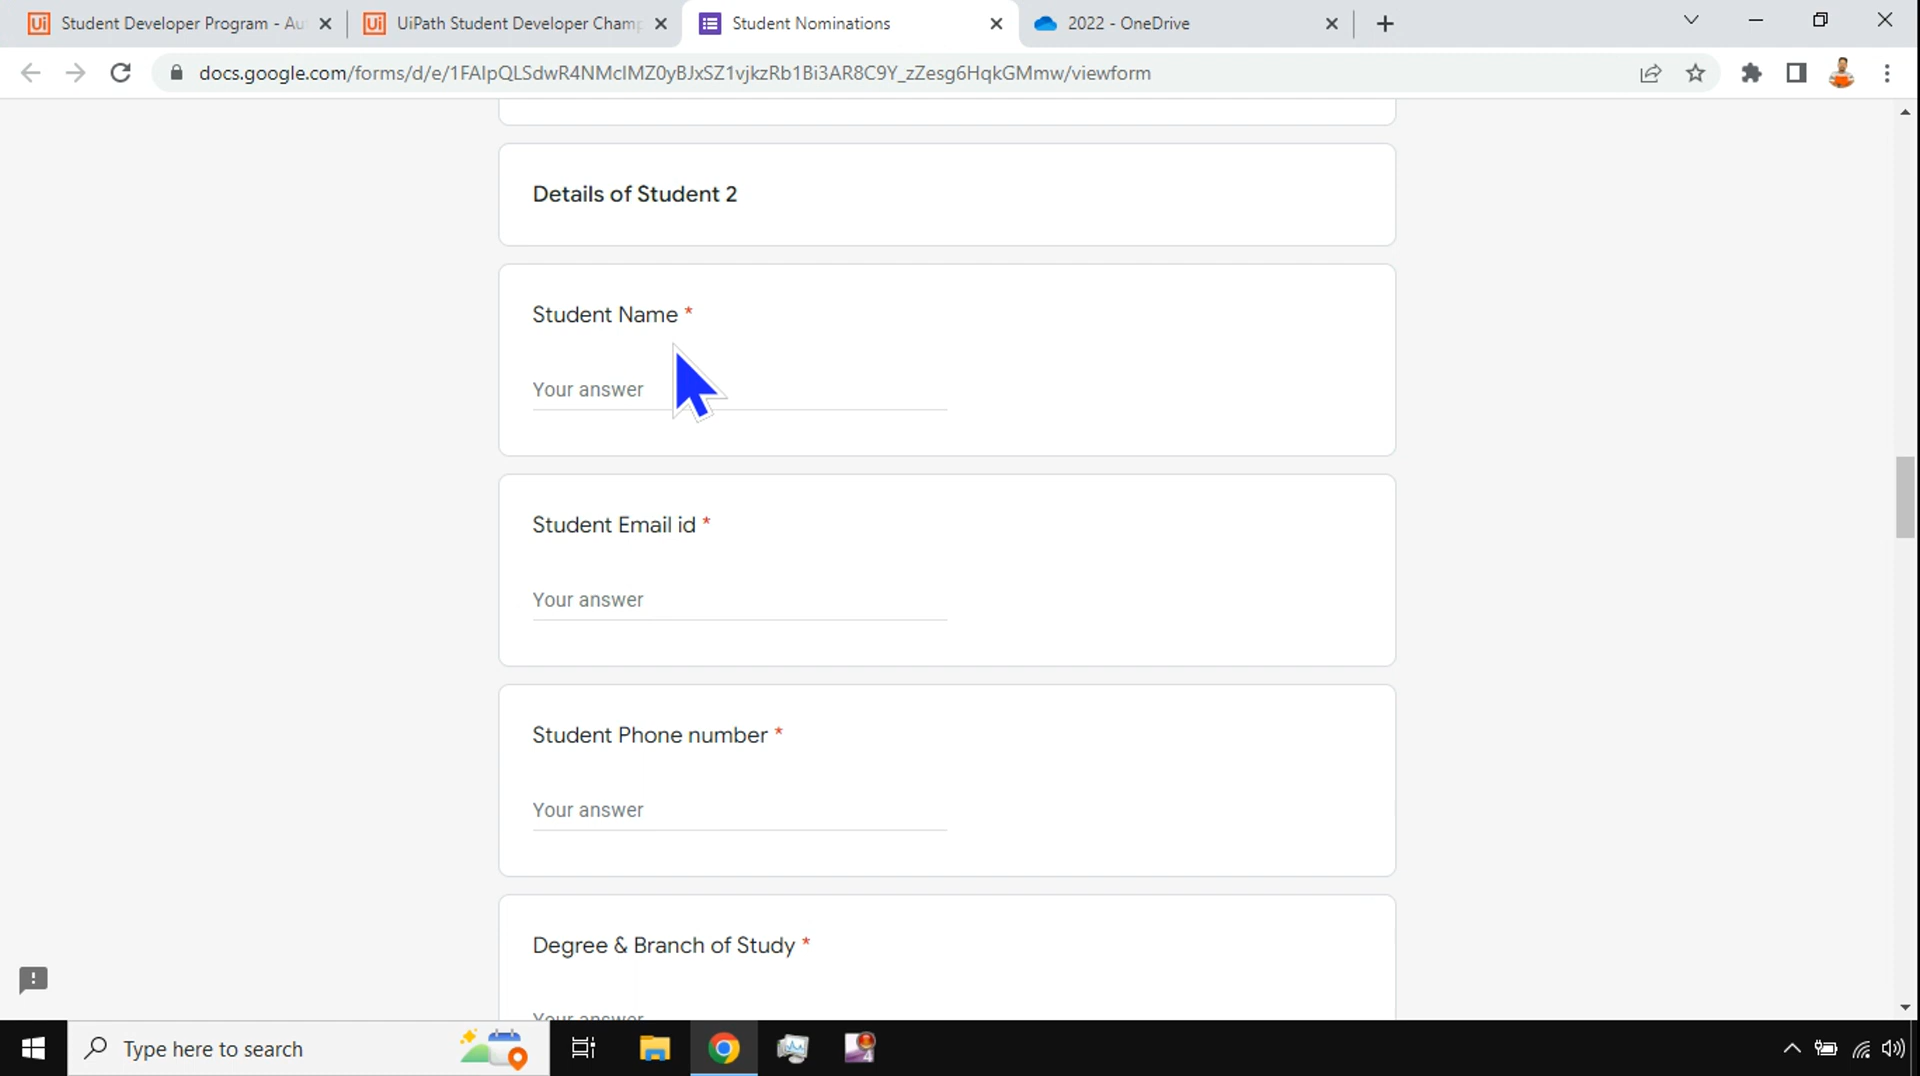 Student Developer Program - Au
UiPath Student Developer Champ
Student Nominations
2022 - OneDrive
docs.google.com/forms/d/e/1FAIpQLSdwR4NMcIMZ0yBJxSZ1vjkzRb1Bi3AR8C9Y_zZesg6HqkGMmw/viewform
Details of Student 2
Student Name *
Your answer
Student Email id *
Your answer
Student Phone number *
Your answer
Degree & Branch of Study *
Your answer
Type here to search